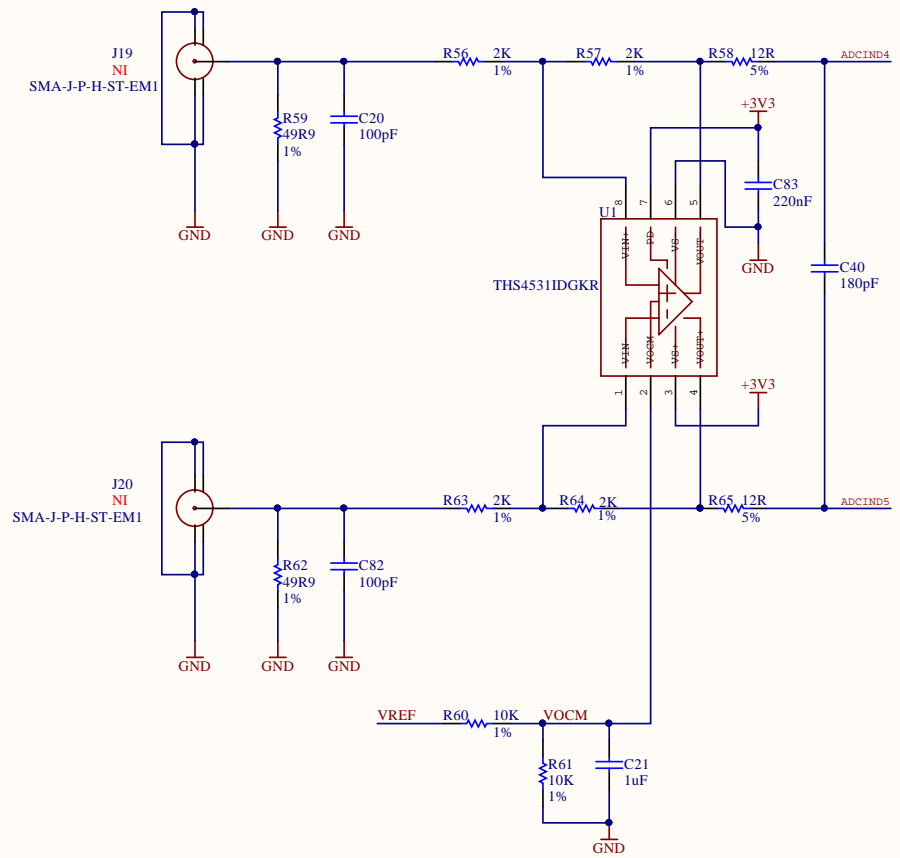 J19
NI
SMA-J-P-H-ST-EM1
R56
2K
1%
R57
2K
1%
R58
12R
5%
ADCIND4
R59
49R9
1%
C20
100pF
+3V3
C83
220nF
GND
GND
GND
GND
U1
THS4531IDGKR
8
7
6
5
VIN+
PD
VS
VOUT
VIN
VOCM
VS+
VOUT+
1
2
3
4
C40
180pF
+3V3
J20
NI
SMA-J-P-H-ST-EM1
R63
2K
1%
R64
2K
1%
R65
12R
5%
ADCIND5
R62
49R9
1%
C82
100pF
GND
GND
GND
VREF
R60
10K
1%
VOCM
R61
10K
1%
C21
1uF
GND